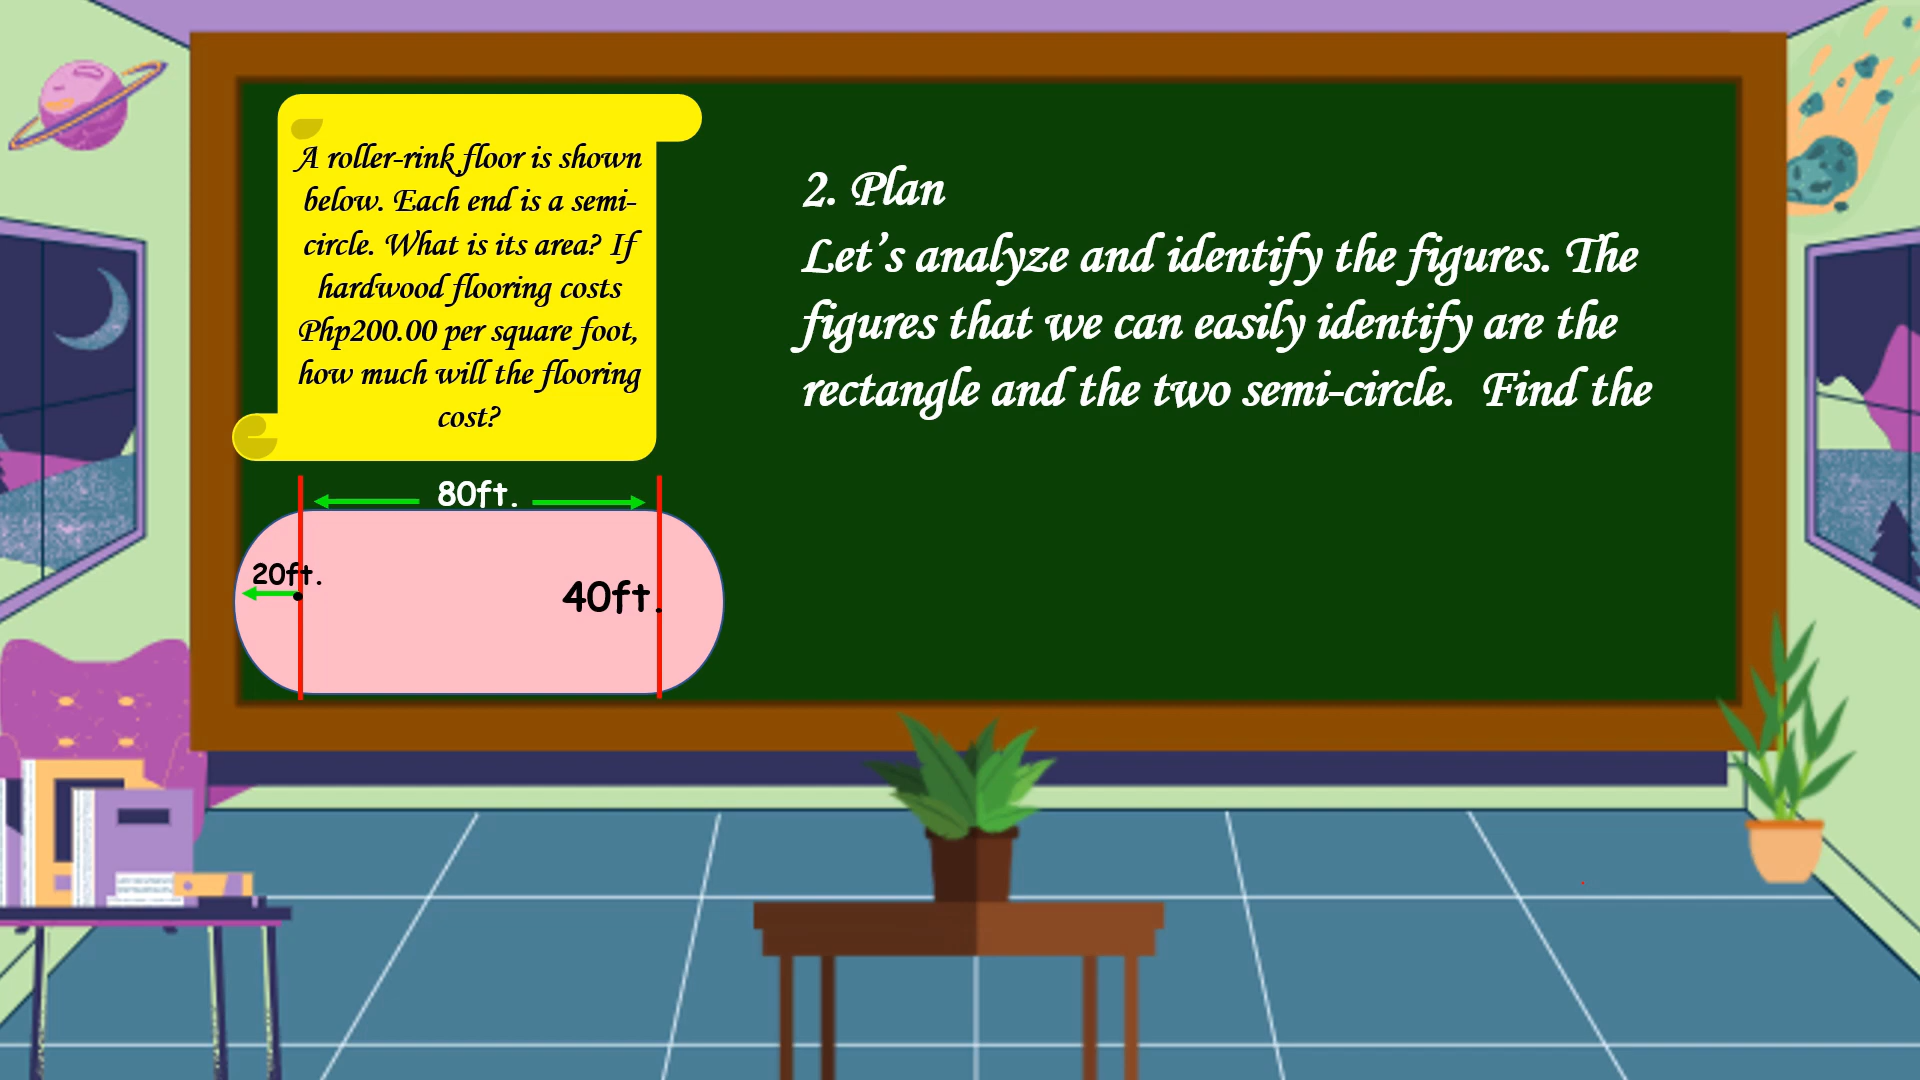 A roller-rink floor is shown
below. Each end is a semi-
circle. What is its area? If
hardwood flooring costs
Php200.00 per square foot,
how much will the flooring
cost?
80ft.
20ft.
40ft.
2. Plan
Let’s analyze and identify the figures. The
figures that we can easily identify are the
rectangle and the two semi-circle. Find the